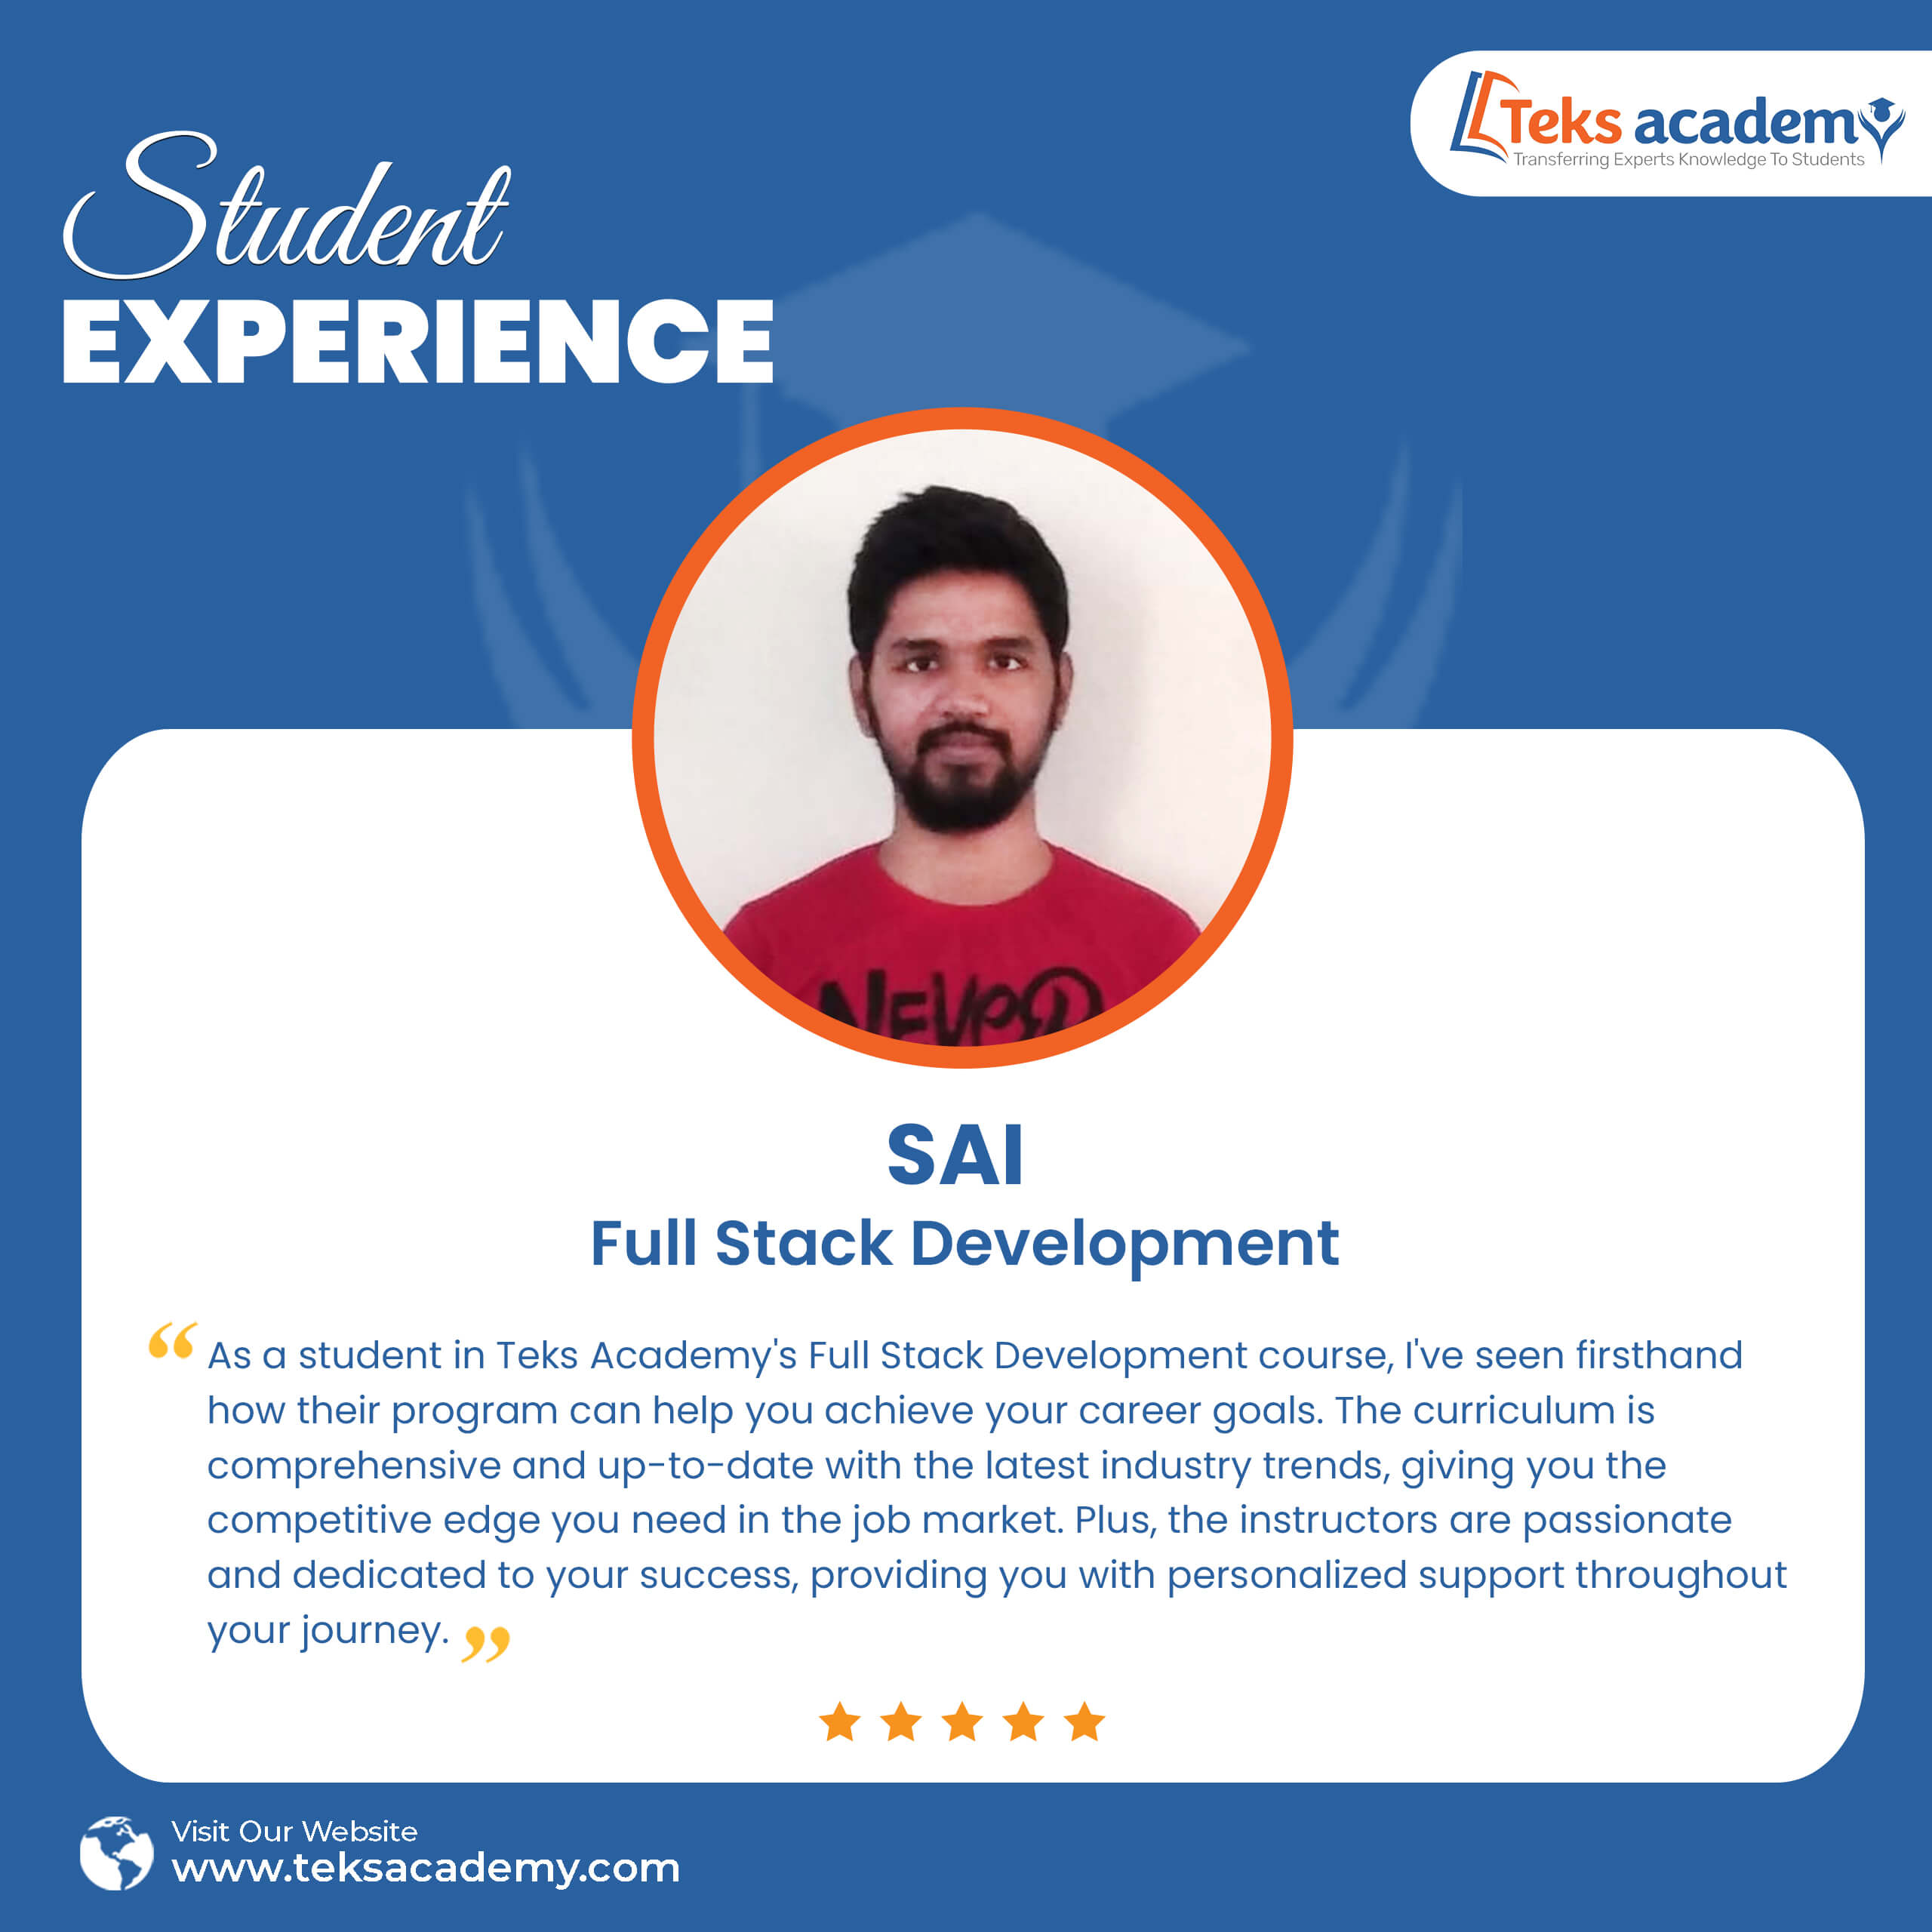 Teks academy
Transferring Experts Knowledge To Students
Student
EXPERIENCE
NEVER
SAI
Full Stack Development
“ As a student in Teks Academy's Full Stack Development course, I've seen firsthand
how their program can help you achieve your career goals. The curriculum is
comprehensive and up-to-date with the latest industry trends, giving you the
competitive edge you need in the job market. Plus, the instructors are passionate
and dedicated to your success, providing you with personalized support throughout
your journey. ”
Visit Our Website
www.teksacademy.com